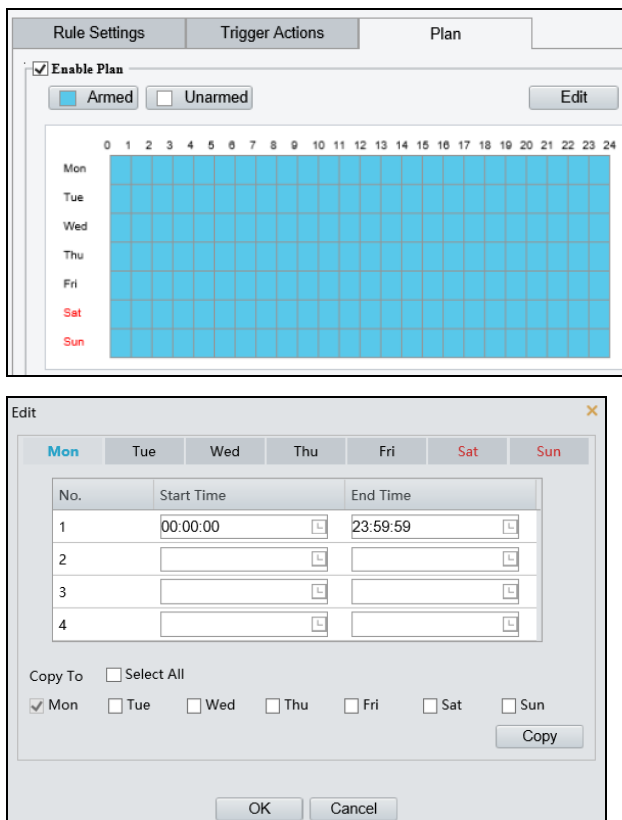 Rule Settings Trigger Actions Plan
Enable Plan
Armed Unarmed Edit
0 1 2 3 4 5 6 7 8 9 10 11 12 13 14 15 16 17 18 19 20 21 22 23 24
Mon
Tue
Wed
Thu
Fri
Sat
Sun
Edit
Mon Tue Wed Thu Fri Sat Sun
No. Start Time End Time
1 00:00:00 23:59:59
2
3
4
Copy To Select All
Mon Tue Wed Thu Fri Sat Sun
Copy
OK Cancel